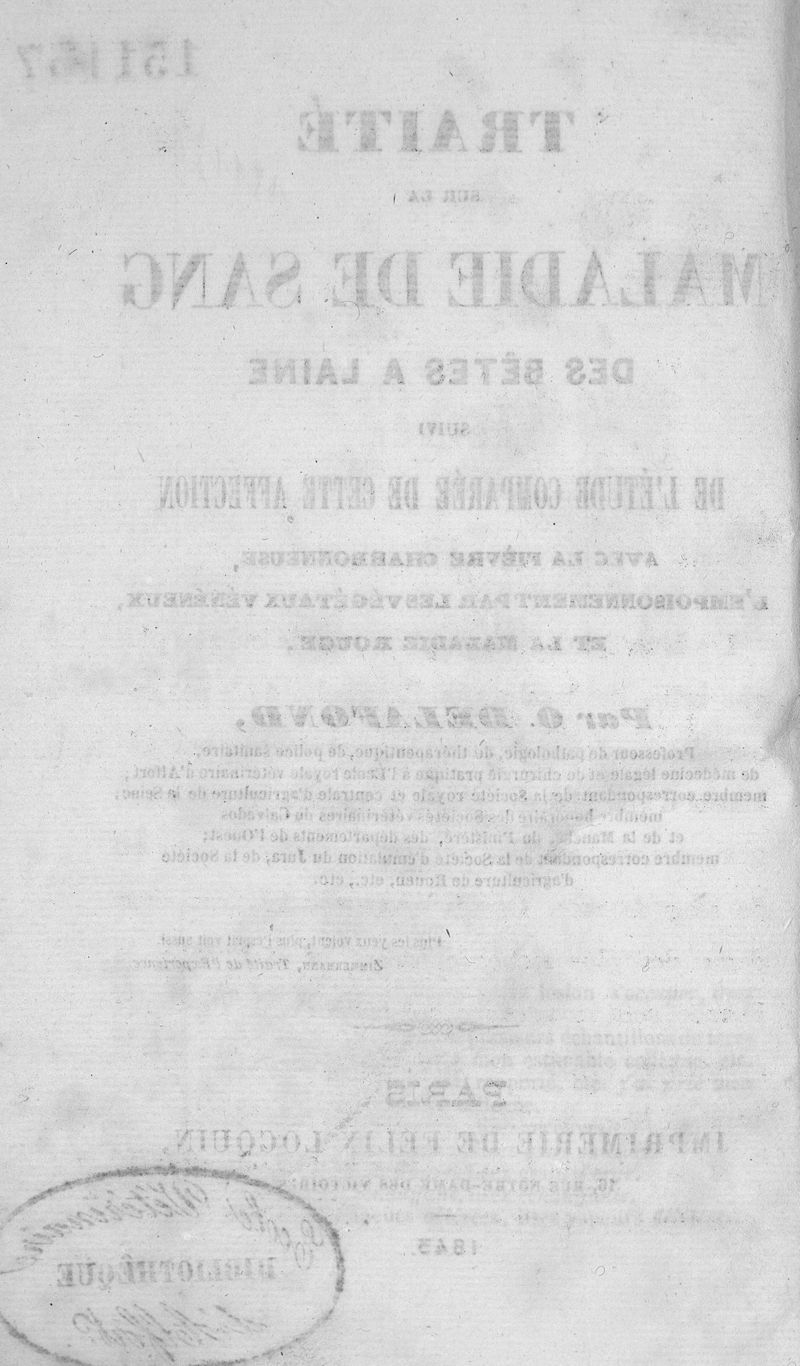 TRAITÉ
SUR LA
MALADIE DE SANG
DES BÊTES A LAINE
SUIVI
DE L'ÉTUDE COMPARÉE DE CETTE AFFECTION
AVEC LA FIÈVRE CHARBONNEUSE,
L'EMPOISONNEMENT PAR LES VÉGÉTAUX VÉNÉNEUX,
ET LA MALADIE ROUGE.
Par O. DELAFOND,
Professeur de pathologie, de thérapeutique, de police sanitaire,
de médecine légale et de chirurgie pratique à l'École royale vétérinaire d'Alfort,
membre correspondant de la Société royale et centrale d'agriculture de la Seine,
membre honoraire des Sociétés vétérinaires du Calvados
et de la Manche, du Finistère, des départements de l'Ouest;
membre correspondant de la Société d'émulation du Jura, de la Société
d'agriculture de Rouen, etc., etc.
Plus les yeux voient, plus l'esprit voit aussi.
ZIMMERMANN, Traité de l'Expérience.
PARIS
IMPRIMERIE DE FÉLIX LOCQUIN,
16, RUE NOTRE-DAME DES VICTOIRES
1843.
BIBLIOTHÈQUE